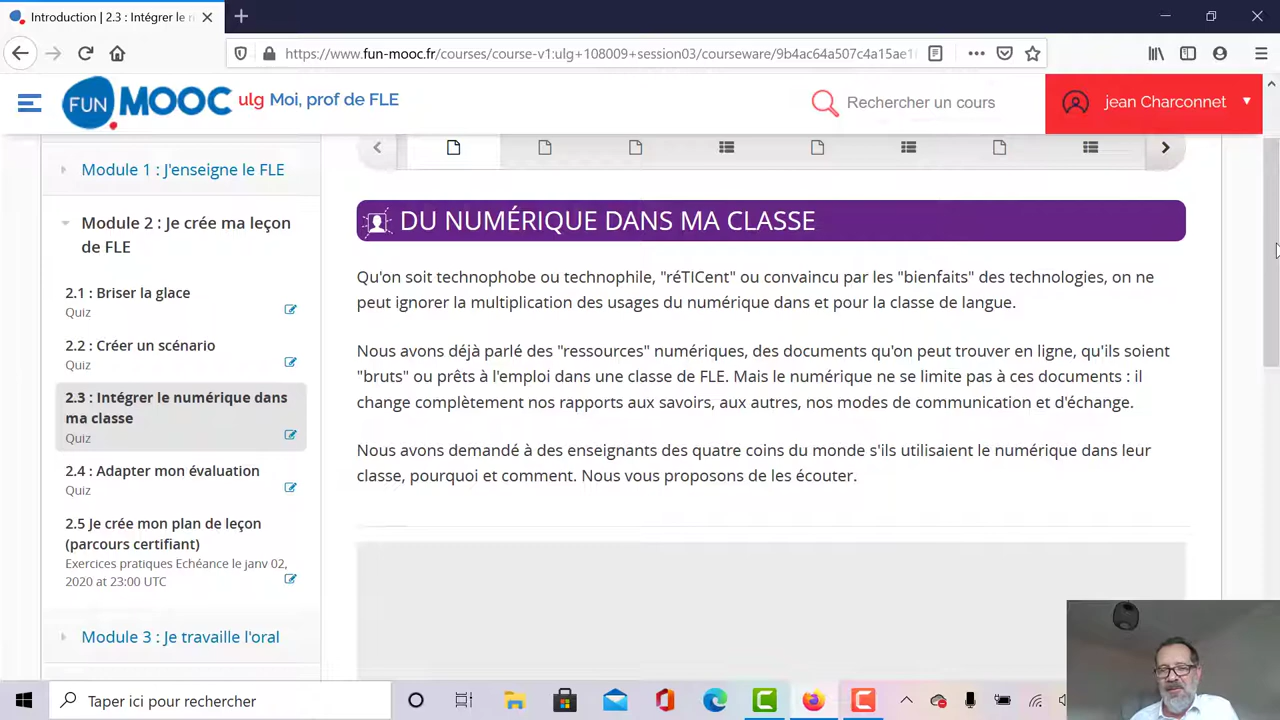 Introduction | 2.3 : Intégrer le n
https://www.fun-mooc.fr/courses/course-v1:ulg+108009+session03/courseware/9b4ac64a507c4a15ae1
FUN MOOC ulg Moi, prof de FLE
Rechercher un cours
jean Charconnet
Module 1 : J'enseigne le FLE
Module 2 : Je crée ma leçon
de FLE
2.1 : Briser la glace
Quiz
2.2 : Créer un scénario
Quiz
2.3 : Intégrer le numérique dans
ma classe
Quiz
2.4 : Adapter mon évaluation
Quiz
2.5 Je crée mon plan de leçon
(parcours certifiant)
Exercices pratiques Echéance le janv 02,
2020 at 23:00 UTC
Module 3 : Je travaille l'oral
DU NUMÉRIQUE DANS MA CLASSE
Qu'on soit technophobe ou technophile, "réTICent" ou convaincu par les "bienfaits" des technologies, on ne
peut ignorer la multiplication des usages du numérique dans et pour la classe de langue.
Nous avons déjà parlé des "ressources" numériques, des documents qu'on peut trouver en ligne, qu'ils soient
"bruts" ou prêts à l'emploi dans une classe de FLE. Mais le numérique ne se limite pas à ces documents : il
change complètement nos rapports aux savoirs, aux autres, nos modes de communication et d'échange.
Nous avons demandé à des enseignants des quatre coins du monde s'ils utilisaient le numérique dans leur
classe, pourquoi et comment. Nous vous proposons de les écouter.
Taper ici pour rechercher